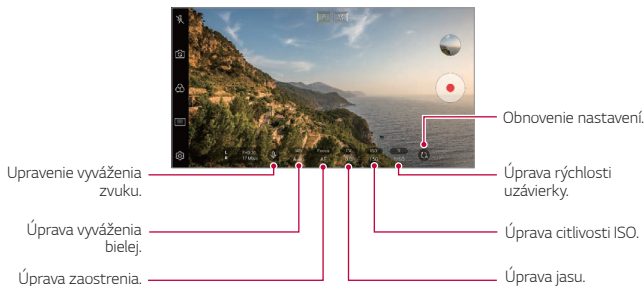 Obnovenie nastavení.
Upravenie vyváženia
zvuku.
Úprava rýchlosti
uzávierky.
Úprava vyváženia
bielej.
Úprava citlivosti ISO.
Úprava zaostrenia.
Úprava jasu.